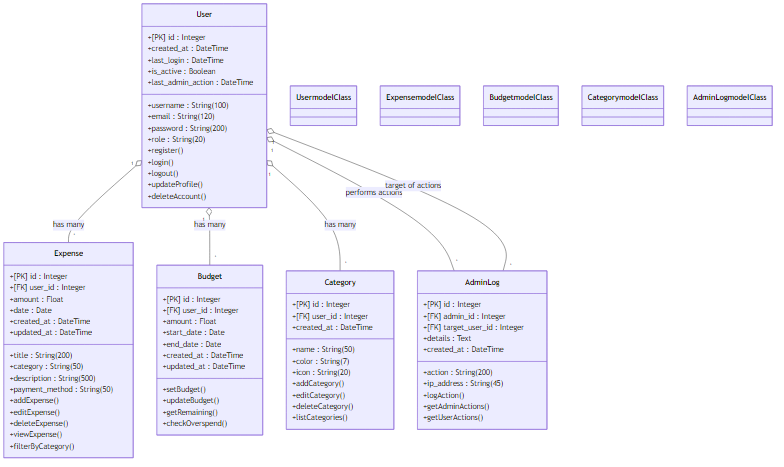 User
+[PK] id : Integer
+created_at : DateTime
+last_login : DateTime
+is_active : Boolean
+last_admin_action : DateTime
+username : String(100)
+email : String(120)
+password : String(200)
+role : String(20)
+register()
+login()
+logout()
+updateProfile()
+deleteAccount()
UsermodelClass
ExpensemodelClass
BudgetmodelClass
CategorymodelClass
AdminLogmodelClass
1
1
1
1
target of actions
performs actions
has many
has many
has many
*
*
*
*
*
Expense
+[PK] id : Integer
+[FK] user_id : Integer
+amount : Float
+date : Date
+created_at : DateTime
+updated_at : DateTime
+title : String(200)
+category : String(50)
+description : String(500)
+payment_method : String(50)
+addExpense()
+editExpense()
+deleteExpense()
+viewExpense()
+filterByCategory()
Budget
+[PK] id : Integer
+[FK] user_id : Integer
+amount : Float
+start_date : Date
+end_date : Date
+created_at : DateTime
+updated_at : DateTime
+setBudget()
+updateBudget()
+getRemaining()
+checkOverspend()
Category
+[PK] id : Integer
+[FK] user_id : Integer
+created_at : DateTime
+name : String(50)
+color : String(7)
+icon : String(20)
+addCategory()
+editCategory()
+deleteCategory()
+listCategories()
AdminLog
+[PK] id : Integer
+[FK] admin_id : Integer
+[FK] target_user_id : Integer
+details : Text
+created_at : DateTime
+action : String(200)
+ip_address : String(45)
+logAction()
+getAdminActions()
+getUserActions()